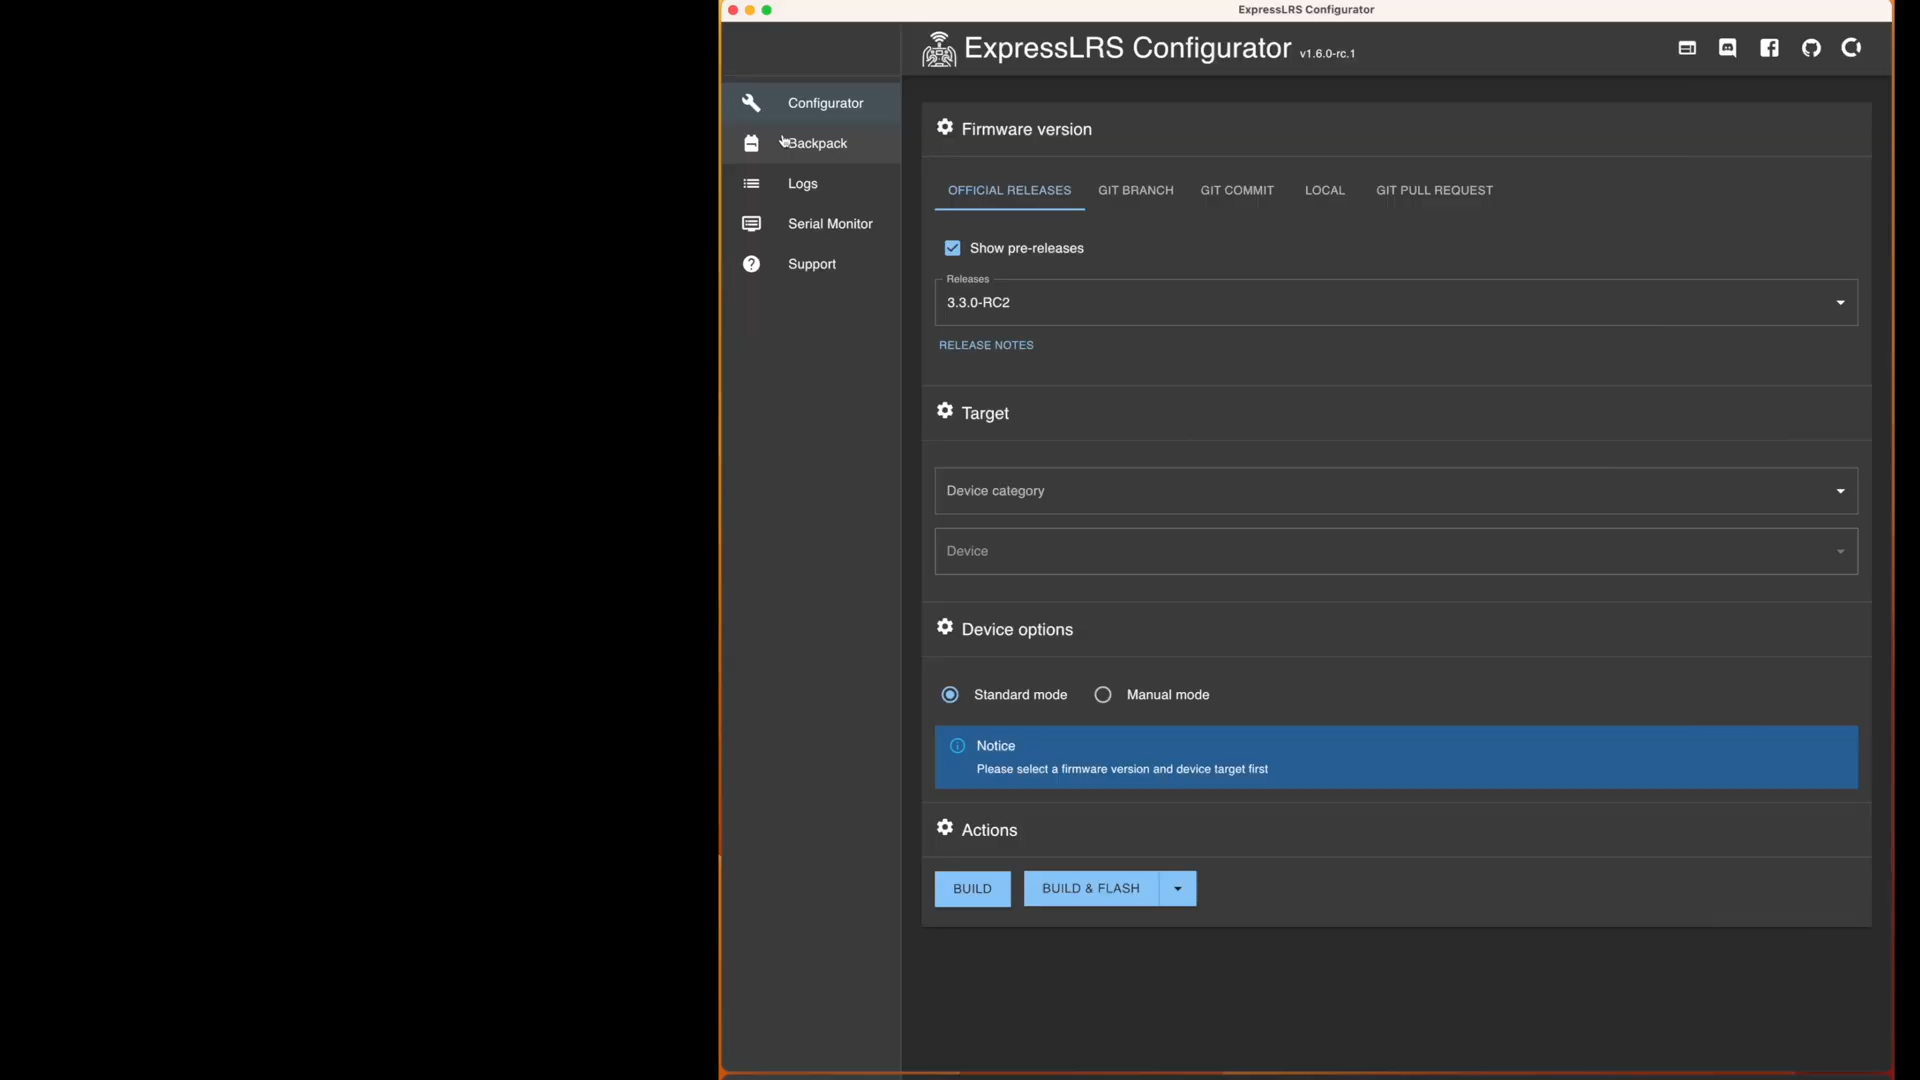 ExpressLRS Configurator
ExpressLRS Configurator v1.6.0-rc.1
Configurator
Backpack
Logs
Serial Monitor
Support
Firmware version
OFFICIAL RELEASES GIT BRANCH GIT COMMIT LOCAL GIT PULL REQUEST
Show pre-releases
Releases
3.3.0-RC2
RELEASE NOTES
Target
Device category
Device
Device options
Standard mode Manual mode
Notice
Please select a firmware version and device target first
Actions
BUILD BUILD & FLASH